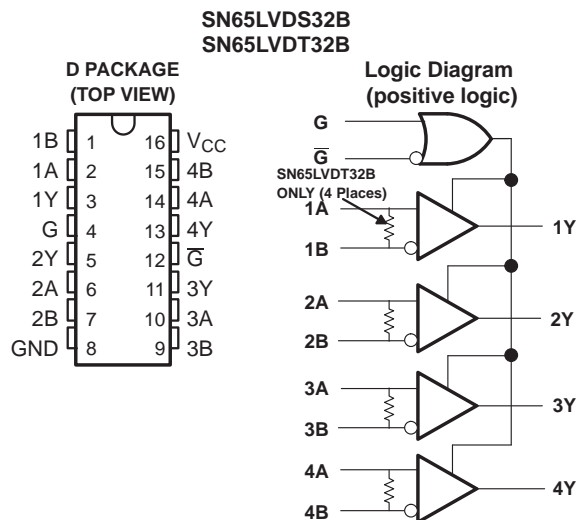 SN65LVDS32B
SN65LVDT32B
D PACKAGE
(TOP VIEW)
1B 1 16 VCC
1A 2 15 4B
1Y 3 14 4A
G 4 13 4Y
2Y 5 12 G̅
2A 6 11 3Y
2B 7 10 3A
GND 8 9 3B
Logic Diagram
(positive logic)
G
G̅
SN65LVDT32B
ONLY (4 Places)
1A
1B
1Y
2A
2B
2Y
3A
3B
3Y
4A
4B
4Y